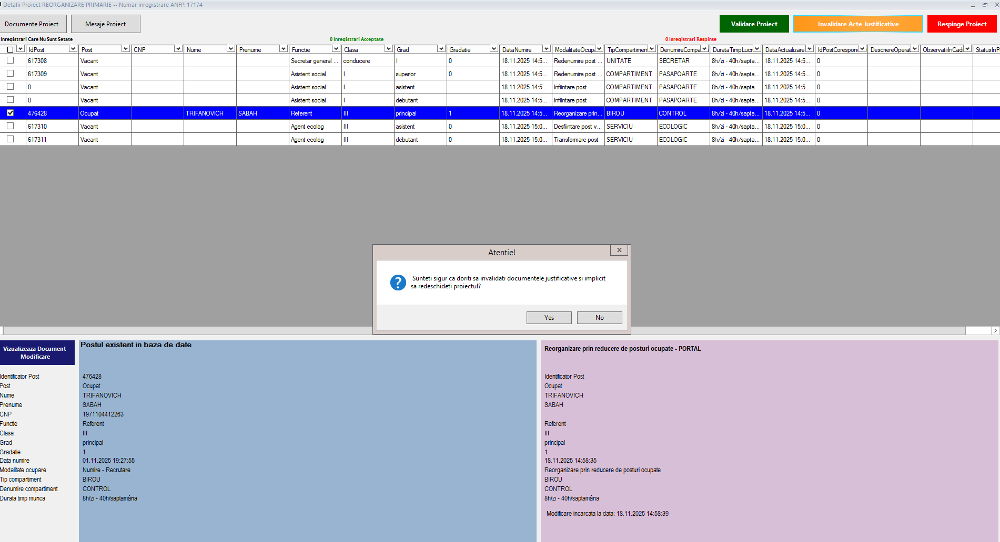 Detalii Proiect REORGANIZARE PRIMARIE -- Numar inregistrare ANFP: 17174
Documente Proiect Mesaje Proiect Validare Proiect Invalidare Acte Justificative Respinge Proiect
Inregistrari Care Nu Sunt Setate 0 Inregistrari Acceptate 0 Inregistrari Respinse
IdPost Post CNP Nume Prenume Functie Clasa Grad Gradatie DataNumire ModalitateOcupa TipCompartiment DenumireCompa DurataTimpLucr DataActualizare IdPostCorespon DescriereOperat ObservatiiInCadr StatusInP
617308 Vacant Secretar general ... conducere I 0 18.11.2025 14:5... Redenumire post ... UNITATE SECRETAR 8h/zi - 40h/sapta... 18.11.2025 14:5... 0
617309 Vacant Asistent social I superior 0 18.11.2025 14:5... Redenumire post ... COMPARTIMENT PASAPOARTE 8h/zi - 40h/sapta... 18.11.2025 14:5... 0
0 Vacant Asistent social I asistent 18.11.2025 14:5... Infiintare post COMPARTIMENT PASAPOARTE 8h/zi - 40h/sapta... 18.11.2025 14:5... 0
0 Vacant Asistent social I debutant 18.11.2025 14:5... Infiintare post COMPARTIMENT PASAPOARTE 8h/zi - 40h/sapta... 18.11.2025 14:5... 0
476428 Ocupat TRIFANOVICH SABAH Referent III principal 1 18.11.2025 14:5... Reorganizare prin... BIROU CONTROL 8h/zi - 40h/sapta... 18.11.2025 14:5... 0
617310 Vacant Agent ecolog III asistent 0 18.11.2025 15:0... Desfiintare post v... SERVICIU ECOLOGIC 8h/zi - 40h/sapta... 18.11.2025 15:0... 0
617311 Vacant Agent ecolog III debutant 0 18.11.2025 15:0... Transformare post SERVICIU ECOLOGIC 8h/zi - 40h/sapta... 18.11.2025 15:0... 0
Atentie!
Sunteti sigur ca doriti sa invalidati documentele justificative si implicit
sa redeschideti proiectul?
Yes No
Vizualizeaza Document
Modificare
Postul existent in baza de date
Reorganizare prin reducere de posturi ocupate - PORTAL
Identificator Post 476428 Identificator Post
Post Ocupat Ocupat
Nume TRIFANOVICH TRIFANOVICH
Prenume SABAH SABAH
CNP 1971104412263
Functie Referent Referent
Clasa III III
Grad principal principal
Gradatie 1 1
Data numire 01.11.2025 19:27:55 18.11.2025 14:58:35
Modalitate ocupare Numire - Recrutare Reorganizare prin reducere de posturi ocupate
Tip compartiment BIROU BIROU
Denumire compartiment CONTROL CONTROL
Durata timp munca 8h/zi - 40h/saptamâna 8h/zi - 40h/saptamâna
Modificare incarcata la data: 18.11.2025 14:58:39